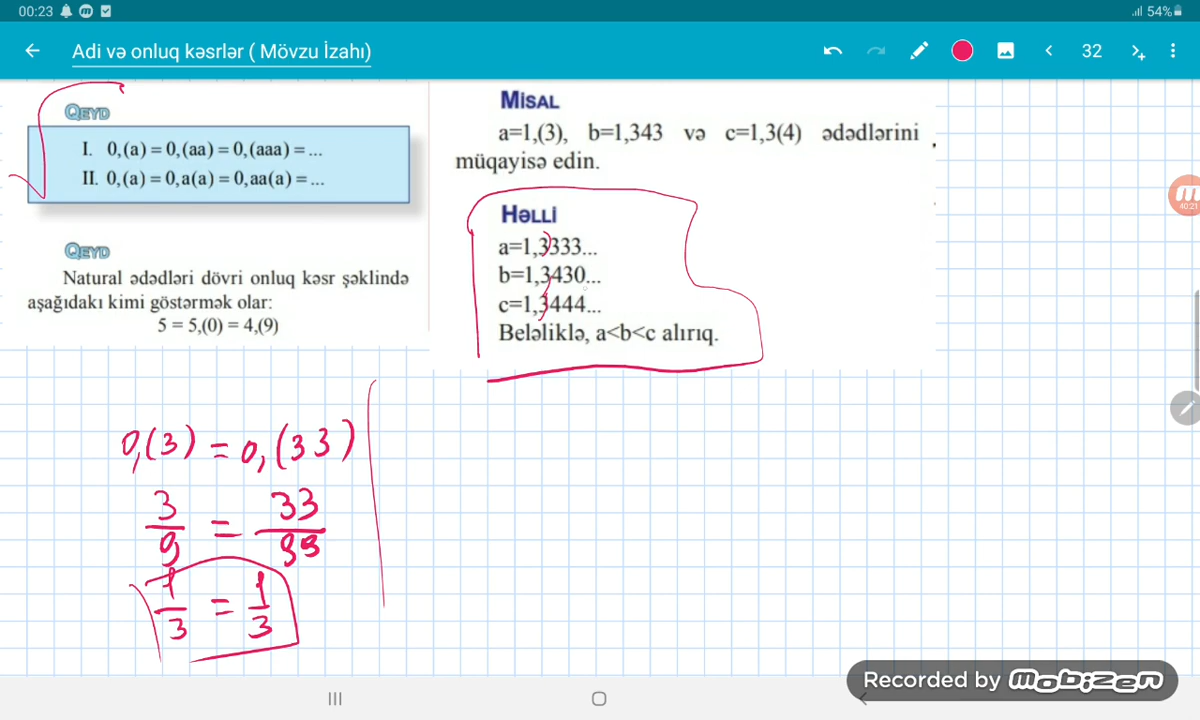 00:23
54%
Adi və onluq kəsrlər ( Mövzu İzahı)
32
QEYD
I. 0,(a) = 0,(aa) = 0,(aaa) = ...
II. 0,(a) = 0,a(a) = 0,aa(a) = ...
QEYD
Natural ədədləri dövri onluq kəsr şəklində
aşağıdakı kimi göstərmək olar:
5 = 5,(0) = 4,(9)
MİSAL
a=1,(3), b=1,343 və c=1,3(4) ədədlərini
müqayisə edin.
HƏLLİ
a=1,3333...
b=1,3430...
c=1,3444...
Beləliklə, a<b<c alırıq.
0,(3) = 0,(33)
3/9 = 33/99
1/3 = 1/3
40:21
Recorded by mobizen